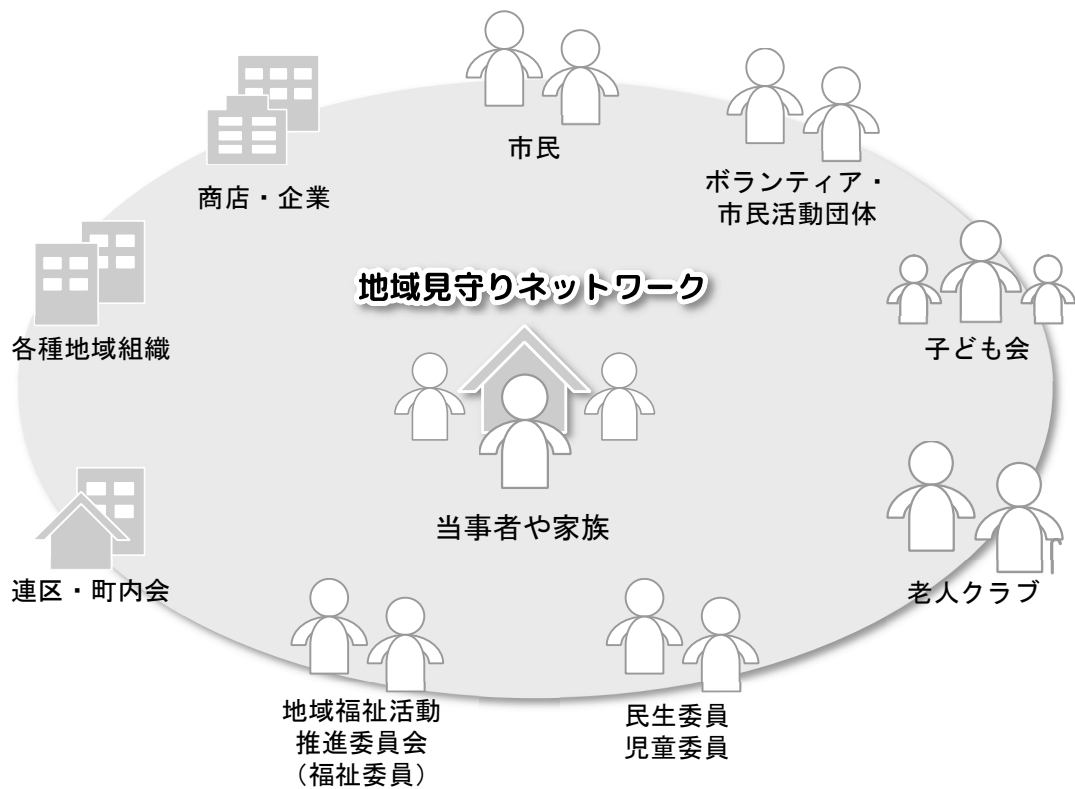 市民
ボランティア・
市民活動団体
商店・企業
地域見守りネットワーク
各種地域組織
子ども会
当事者や家族
連区・町内会
老人クラブ
地域福祉活動
推進委員会
（福祉委員）
民生委員
児童委員